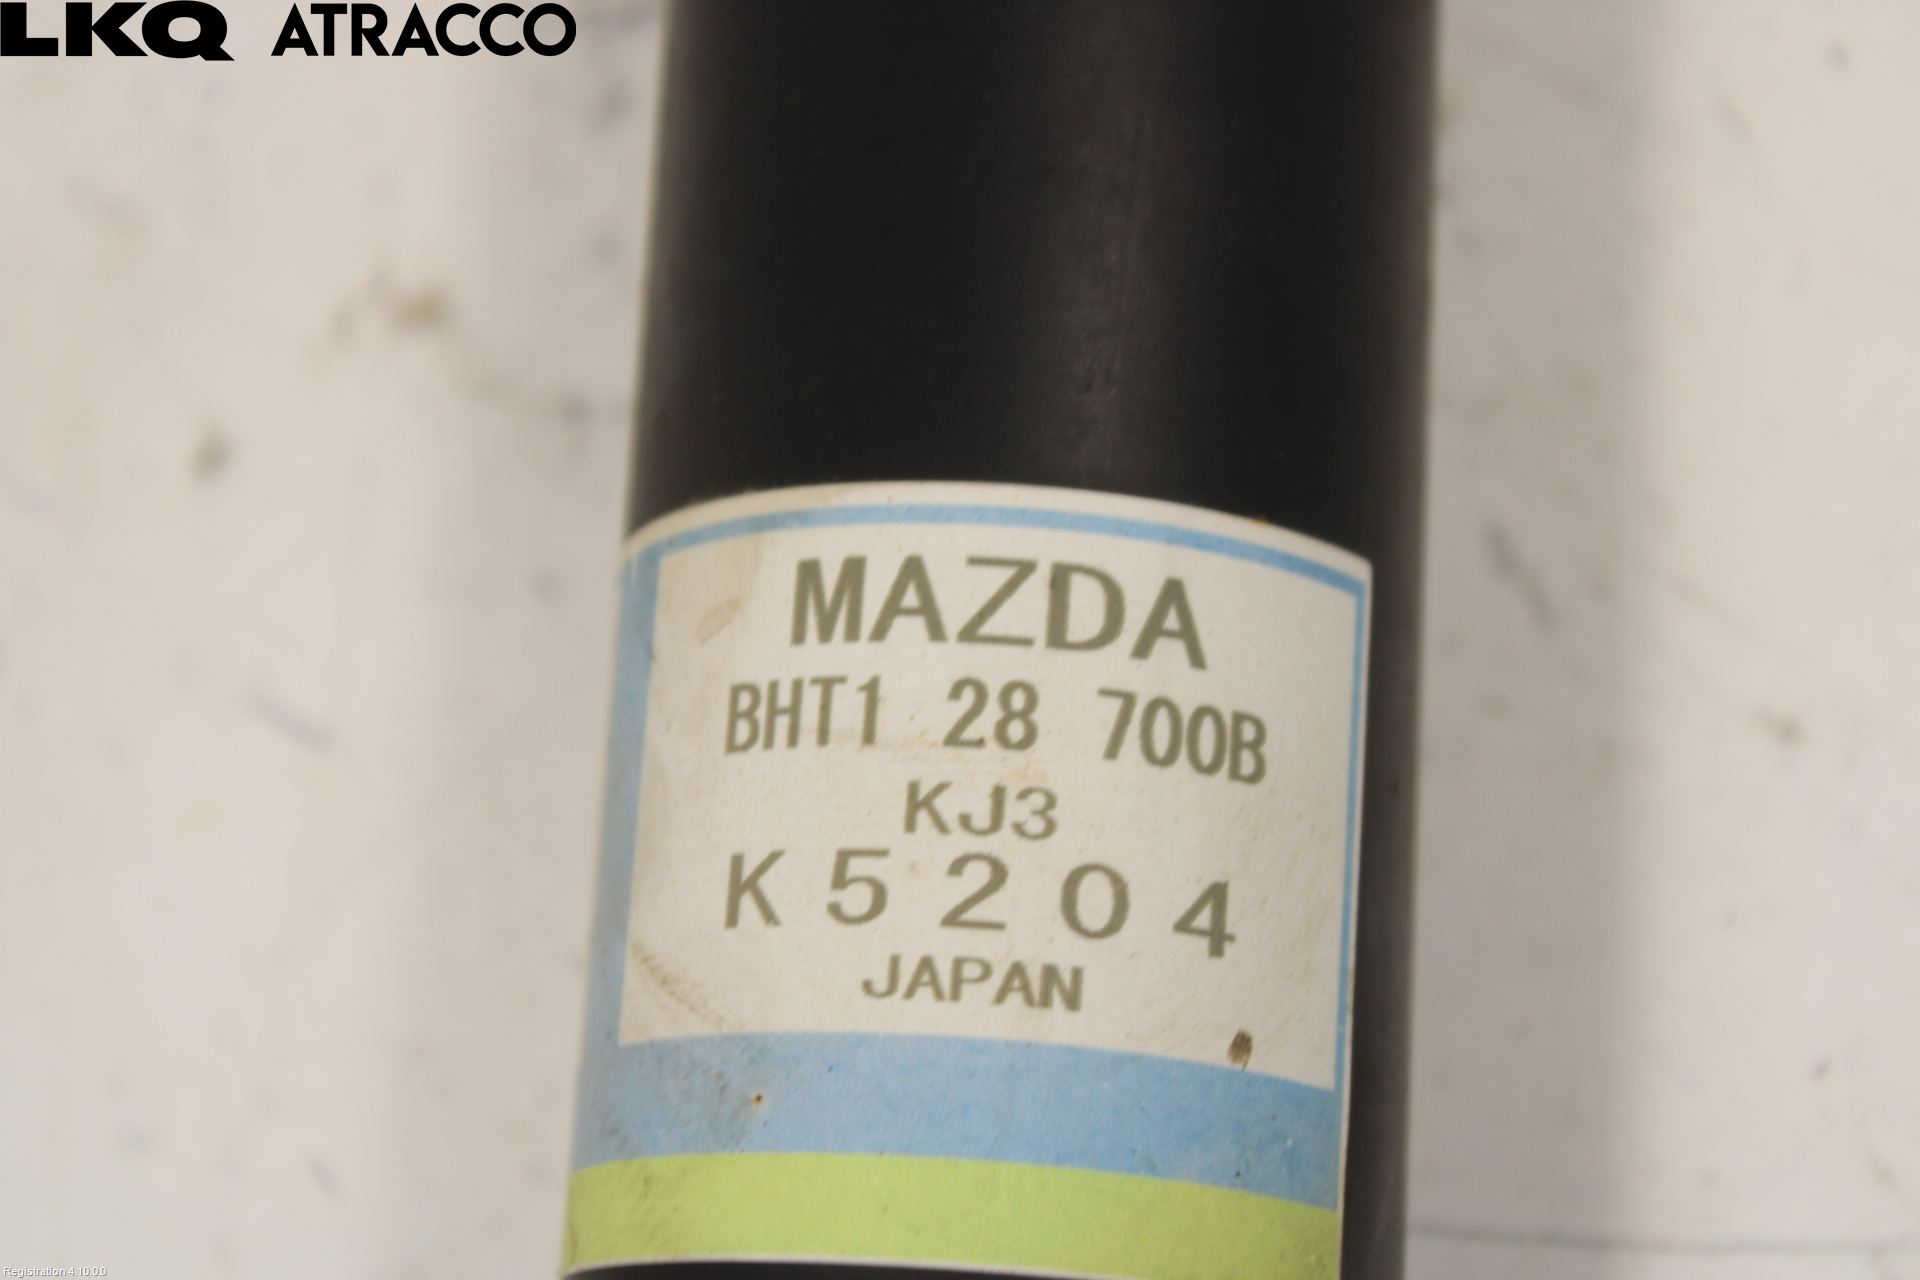 LKQ ATRACCO
MAZDA
BHT1 28 700B
KJ3
K5204
JAPAN
Registration 4.10.0.0